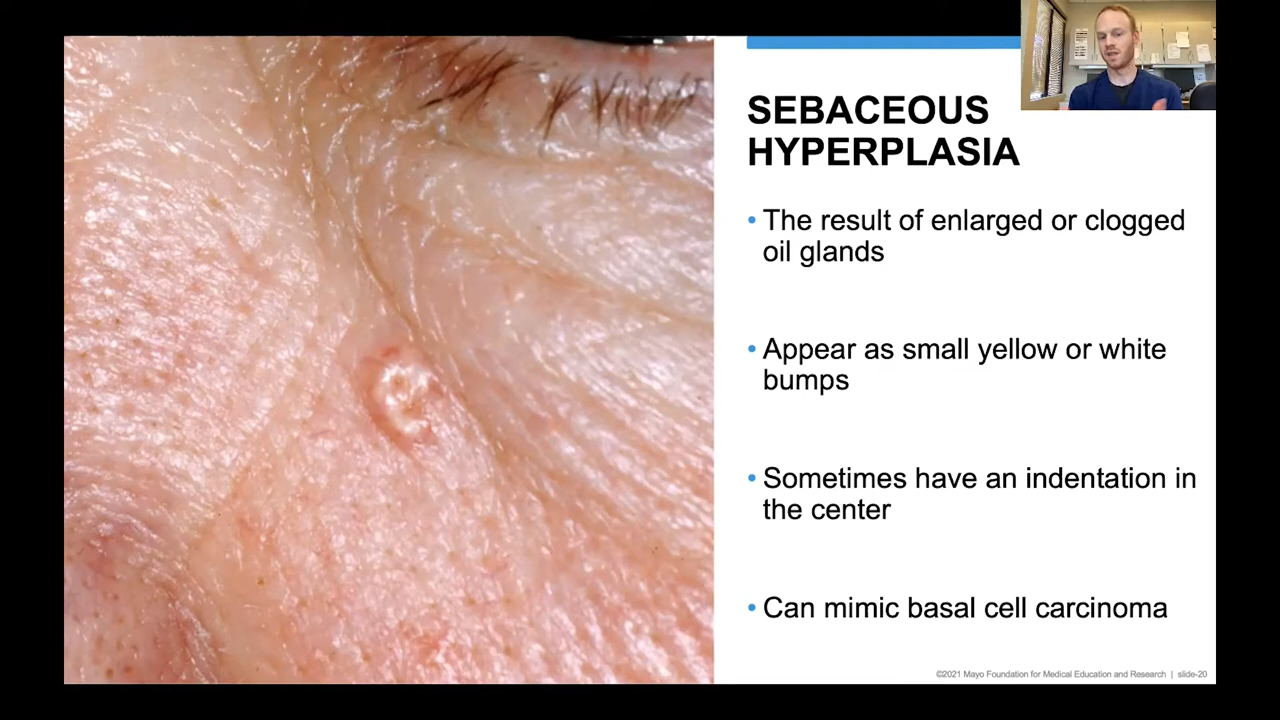 SEBACEOUS
HYPERPLASIA
• The result of enlarged or clogged
oil glands
• Appear as small yellow or white
bumps
• Sometimes have an indentation in
the center
• Can mimic basal cell carcinoma
©2021 Mayo Foundation for Medical Education and Research | slide-20